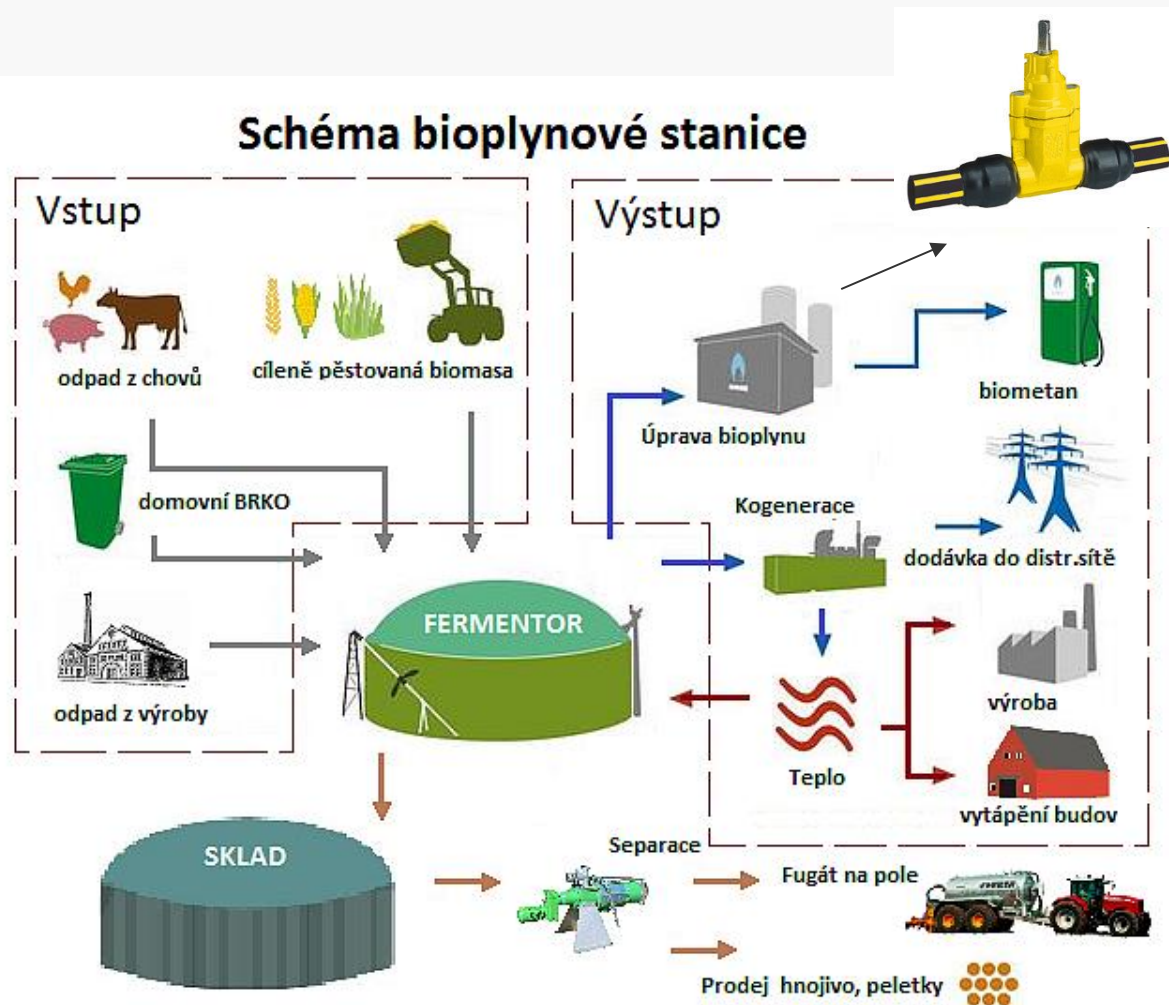 Schéma bioplynové stanice
Vstup
Výstup
odpad z chovů
cíleně pěstovaná biomasa
biometan
Úprava bioplynu
domovní BRKO
Kogenerace
dodávka do distr.sítě
FERMENTOR
odpad z výroby
výroba
Teplo
vytápění budov
SKLAD
Separace
Fugát na pole
Prodej hnojivo, peletky